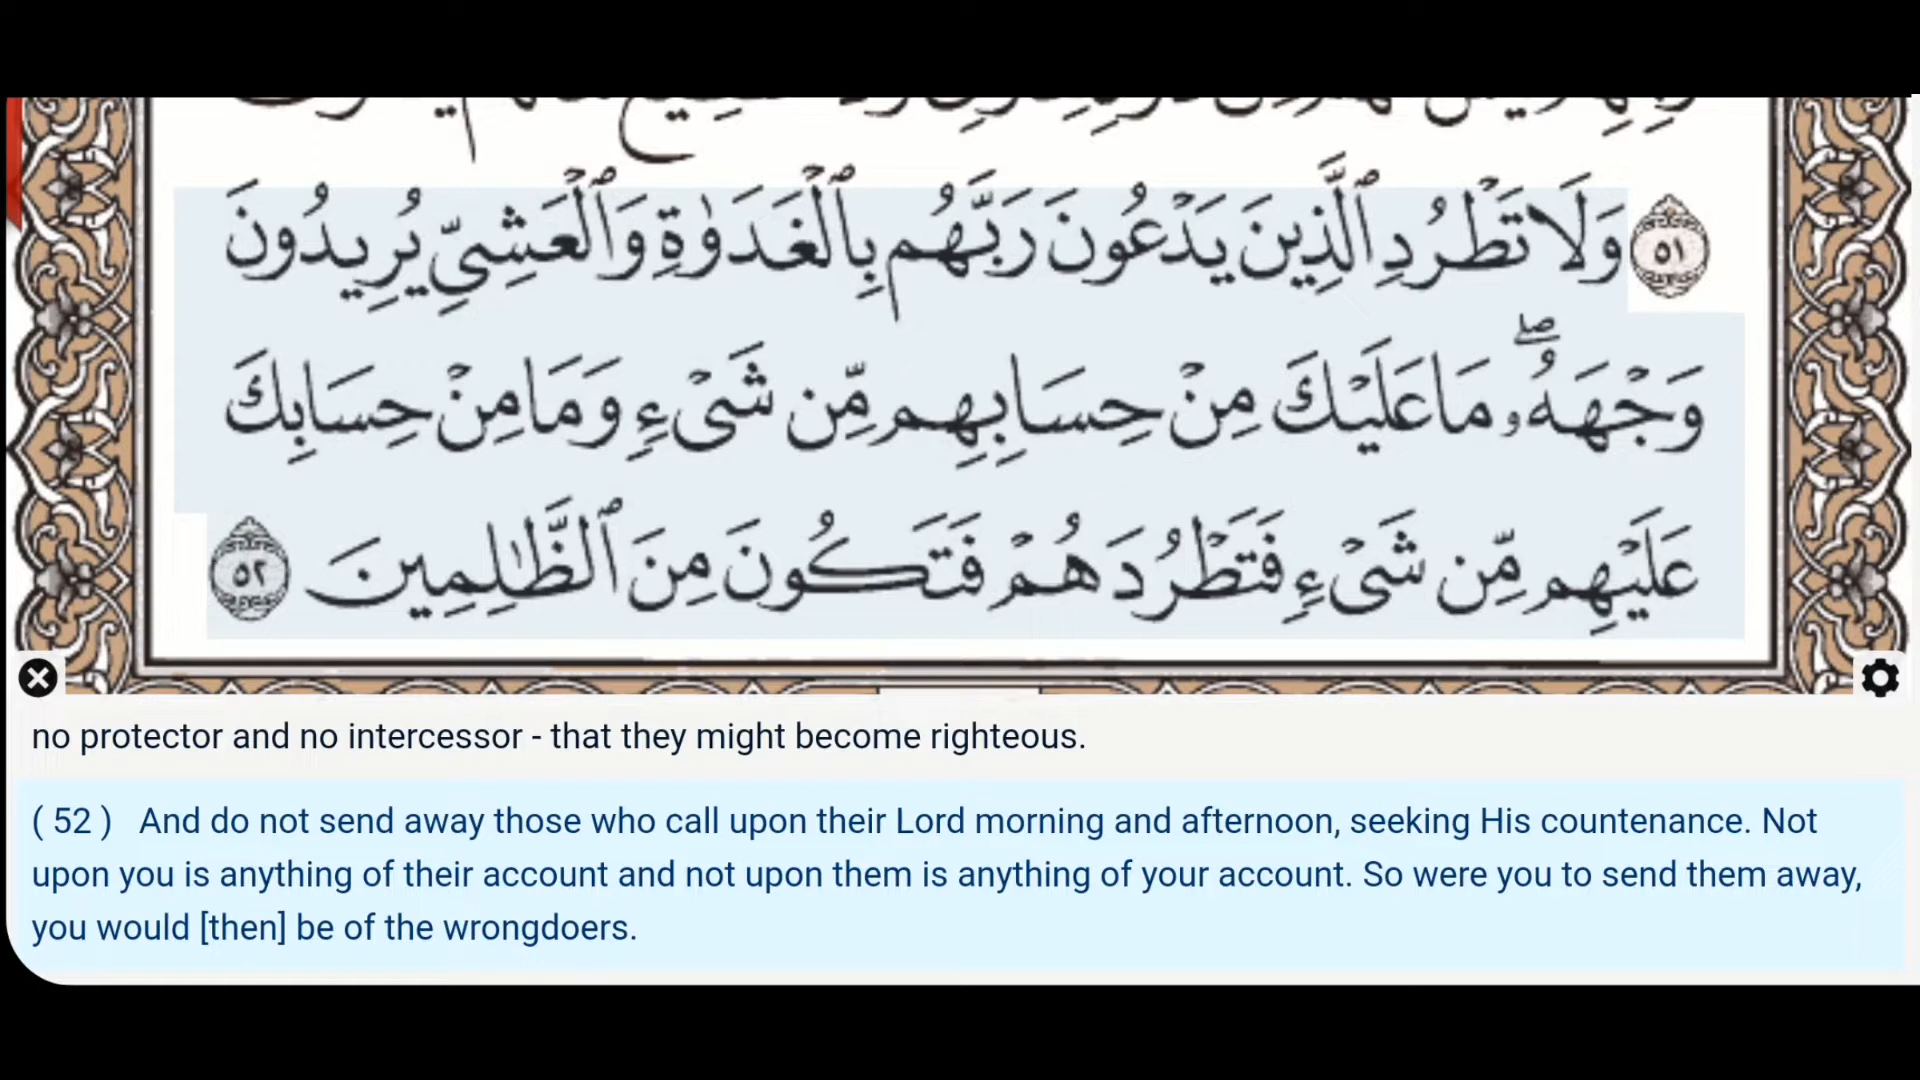 ۵۱ وَلَا تَطْرُدِ ٱلَّذِينَ يَدْعُونَ رَبَّهُم بِٱلْغَدَوٰةِ وَٱلْعَشِىِّ يُرِيدُونَ
وَجْهَهُۥ ۖ مَا عَلَيْكَ مِنْ حِسَابِهِم مِّن شَىْءٍ وَمَا مِنْ حِسَابِكَ
عَلَيْهِم مِّن شَىْءٍ فَتَطْرُدَهُمْ فَتَكُونَ مِنَ ٱلظَّٰلِمِينَ ۵۲
no protector and no intercessor - that they might become righteous.
( 52 ) And do not send away those who call upon their Lord morning and afternoon, seeking His countenance. Not
upon you is anything of their account and not upon them is anything of your account. So were you to send them away,
you would [then] be of the wrongdoers.